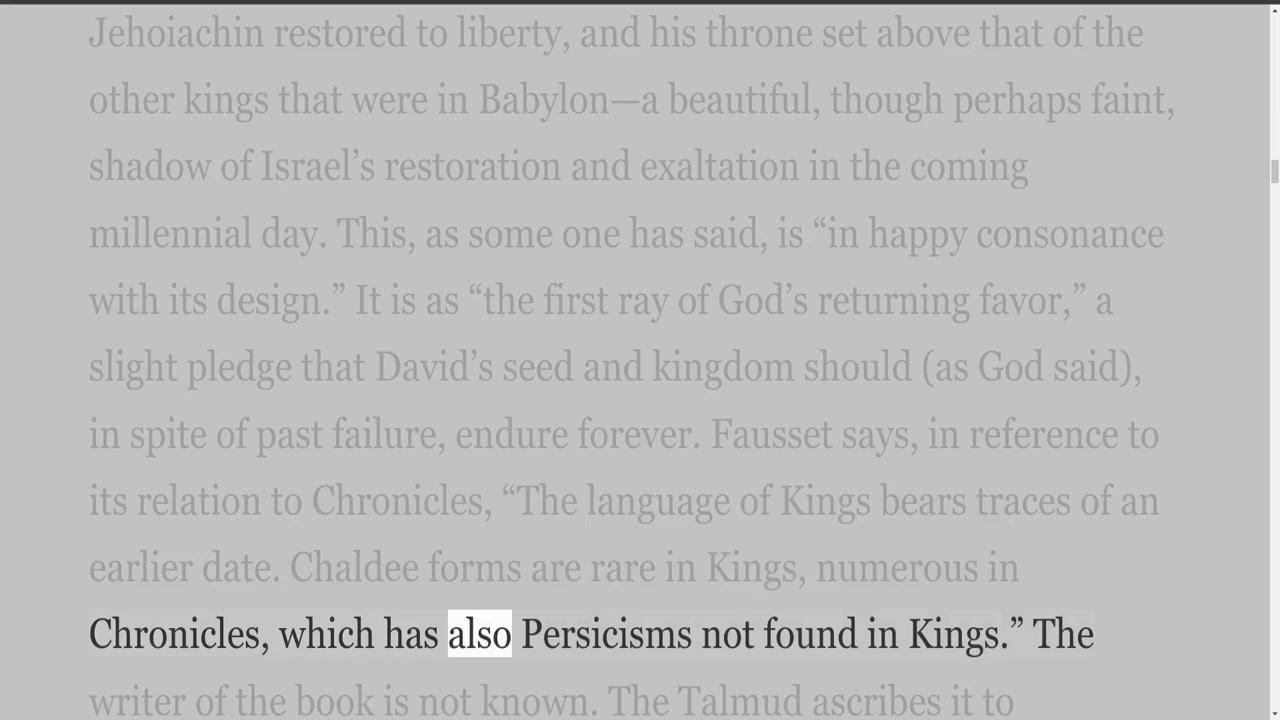 Jehoiachin restored to liberty, and his throne set above that of the
other kings that were in Babylon—a beautiful, though perhaps faint,
shadow of Israel’s restoration and exaltation in the coming
millennial day. This, as some one has said, is “in happy consonance
with its design.” It is as “the first ray of God’s returning favor,” a
slight pledge that David’s seed and kingdom should (as God said),
in spite of past failure, endure forever. Fausset says, in reference to
its relation to Chronicles, “The language of Kings bears traces of an
earlier date. Chaldee forms are rare in Kings, numerous in
Chronicles, which has also Persicisms not found in Kings.” The
writer of the book is not known. The Talmud ascribes it to